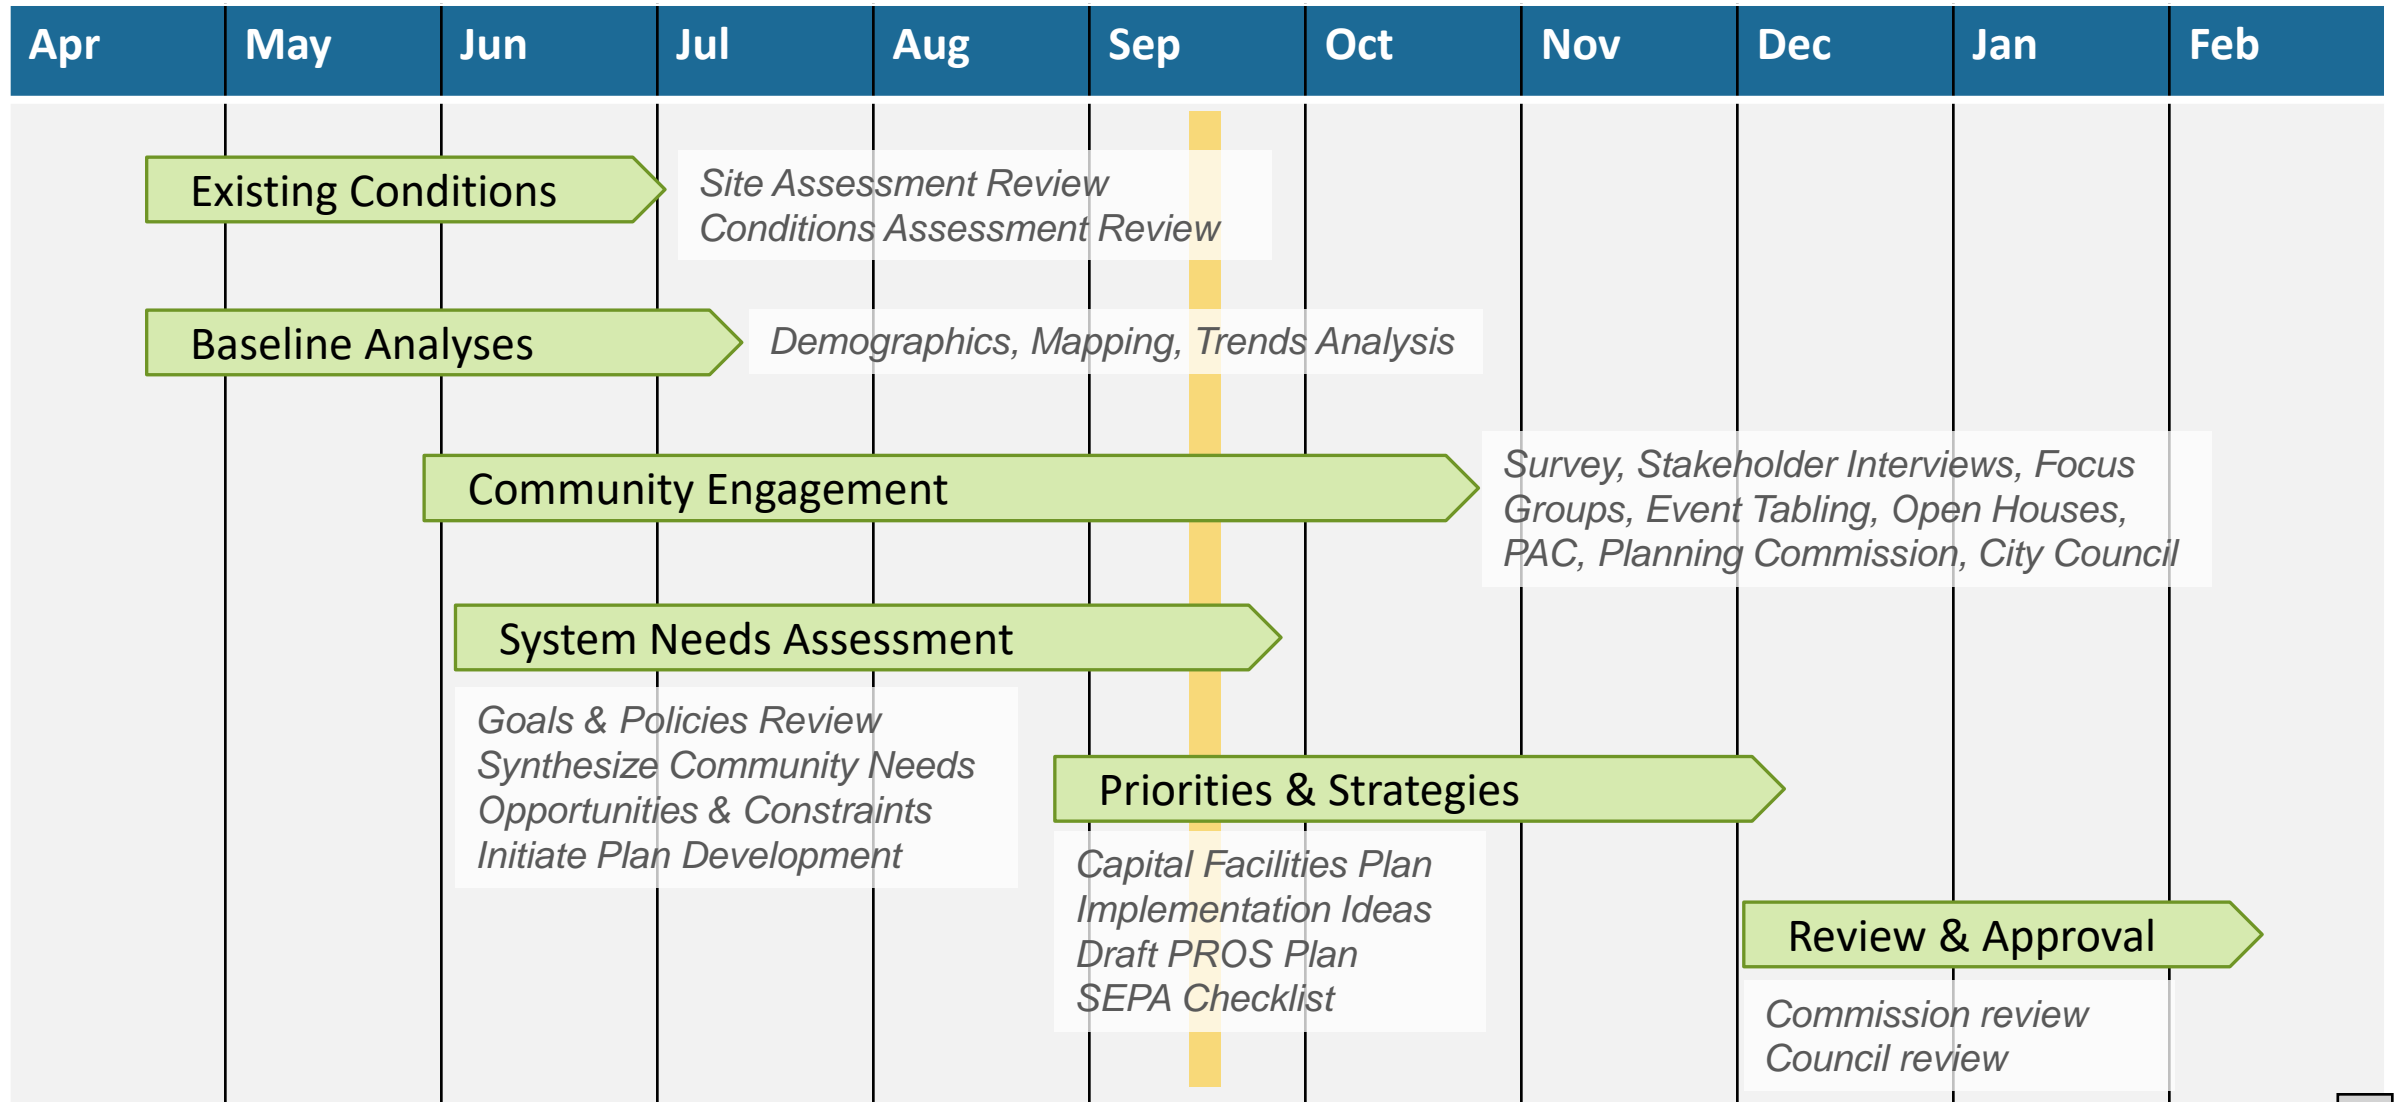 Apr May Jun Jul Aug Sep Oct Nov Dec Jan Feb
Existing Conditions
Site Assessment Review
Conditions Assessment Review
Baseline Analyses
Demographics, Mapping, Trends Analysis
Community Engagement
Survey, Stakeholder Interviews, Focus
Groups, Event Tabling, Open Houses,
PAC, Planning Commission, City Council
System Needs Assessment
Goals & Policies Review
Synthesize Community Needs
Opportunities & Constraints
Initiate Plan Development
Priorities & Strategies
Capital Facilities Plan
Implementation Ideas
Draft PROS Plan
SEPA Checklist
Review & Approval
Commission review
Council review